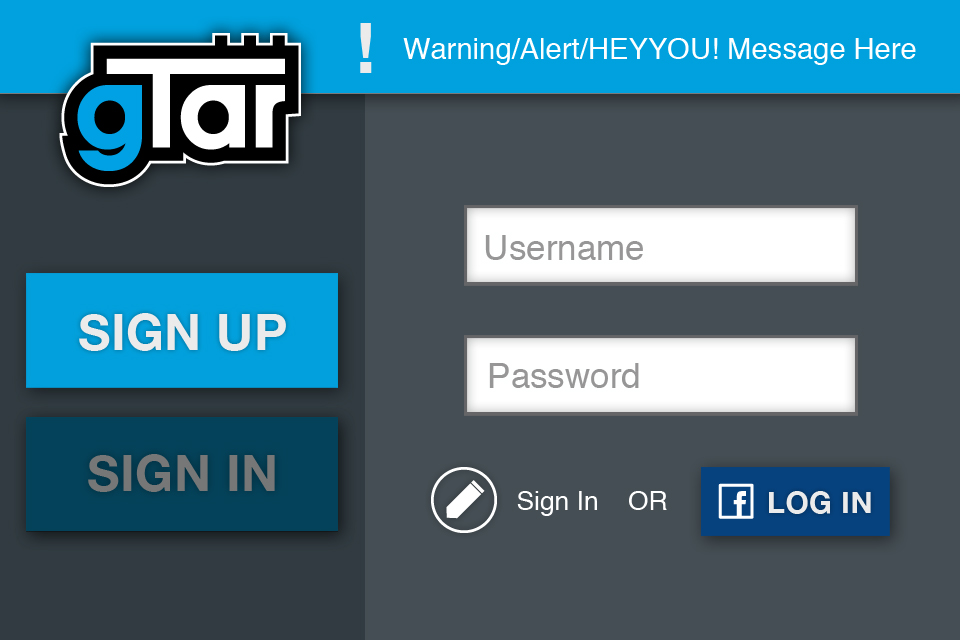 gTar
! Warning/Alert/HEYYOU! Message Here
Username
SIGN UP
Password
SIGN IN
Sign In OR f LOG IN